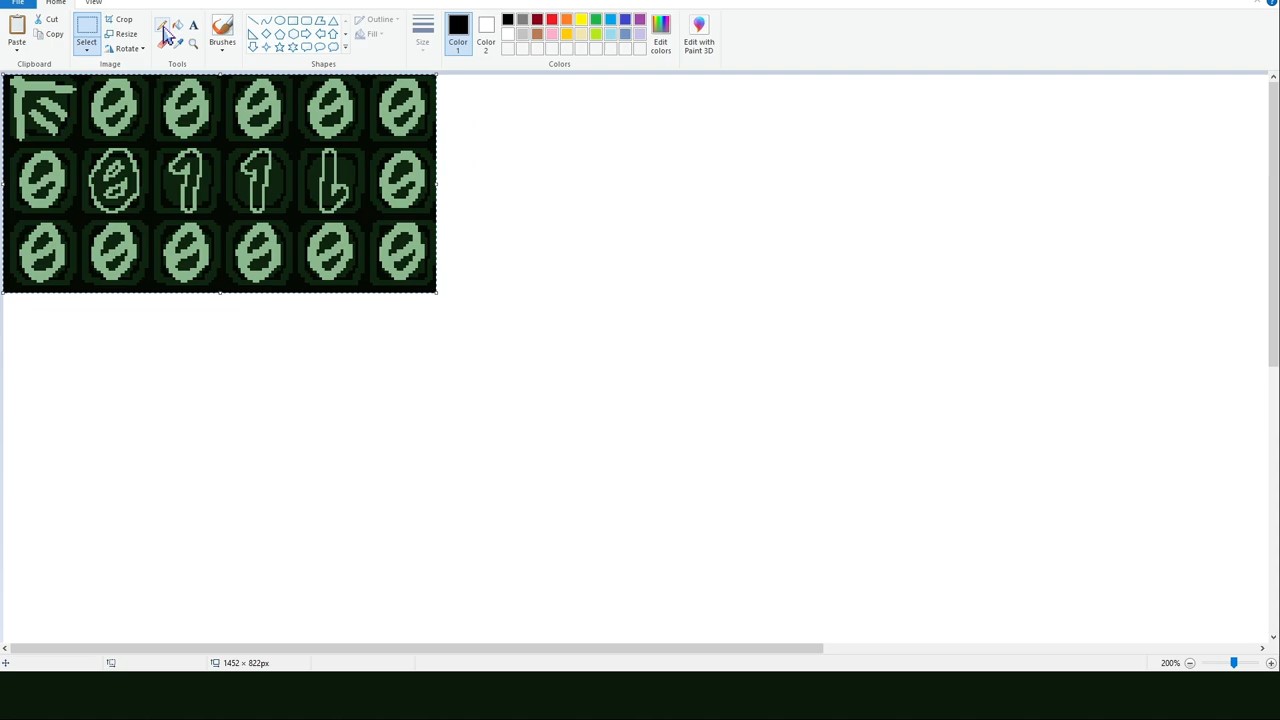 File Home View
Paste Cut Copy Select Crop Resize Rotate A Brushes Outline Fill Size Color 1 Color 2 Edit colors Edit with Paint 3D
Clipboard Image Tools Shapes Colors
0 0 0 0 0
0 0 1 1 0
0 0 0 0 0 0
1452 × 822px 200%